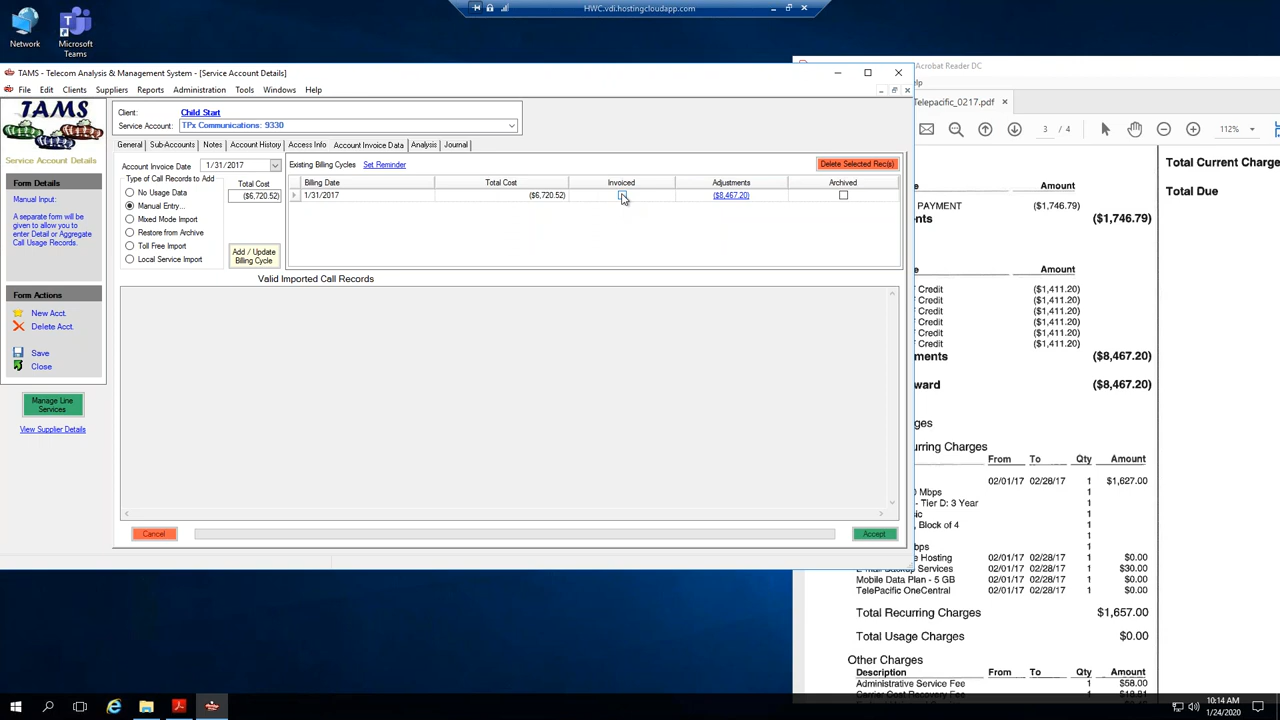 HWC.vdi.hostingcloudapp.com
Network
Microsoft
Teams
TAMS - Telecom Analysis & Management System - [Service Account Details]
File Edit Clients Suppliers Reports Administration Tools Windows Help
TAMS
Service Account Details
Form Details
Manual Input:
A separate form will be
given to allow you to
enter Detail or Aggregate
Call Usage Records.
Form Actions
New Acct.
Delete Acct.
Save
Close
Manage Line
Services
View Supplier Details
Client: Child Start
Service Account: TPx Communications: 9330
General Sub-Accounts Notes Account History Access Info Account Invoice Data Analysis Journal
Account Invoice Date 1/31/2017
Type of Call Records to Add
No Usage Data
Manual Entry...
Mixed Mode Import
Restore from Archive
Toll Free Import
Local Service Import
Total Cost
($6,720.52)
Add / Update
Billing Cycle
Existing Billing Cycles Set Reminder Delete Selected Rec(s)
Billing Date Total Cost Invoiced Adjustments Archived
1/31/2017 ($6,720.52) ($8,467.20)
Valid Imported Call Records
Cancel Accept
Acrobat Reader DC
lp
Telepacific_0217.pdf ×
3 / 4 112%
Total Current Charge
Total Due
e Amount
PAYMENT ($1,746.79)
nts ($1,746.79)
e Amount
f Credit ($1,411.20)
f Credit ($1,411.20)
f Credit ($1,411.20)
f Credit ($1,411.20)
f Credit ($1,411.20)
f Credit ($1,411.20)
ments ($8,467.20)
ward ($8,467.20)
ges
urring Charges
From To Qty Amount
02/01/17 02/28/17 1 $1,627.00
0 Mbps 1
- Tier D: 3 Year 1
sic 1
, Block of 4 1
1
bps 1
e Hosting 02/01/17 02/28/17 1 $0.00
E-mail Backup Services 02/01/17 02/28/17 1 $30.00
Mobile Data Plan - 5 GB 02/01/17 02/28/17 1 $0.00
TelePacific OneCentral 02/01/17 02/28/17 1 $0.00
Total Recurring Charges $1,657.00
Total Usage Charges $0.00
Other Charges
Description From To Qty Amount
Administrative Service Fee $58.00
Carrier Cost Recovery Fee
10:14 AM
1/24/2020